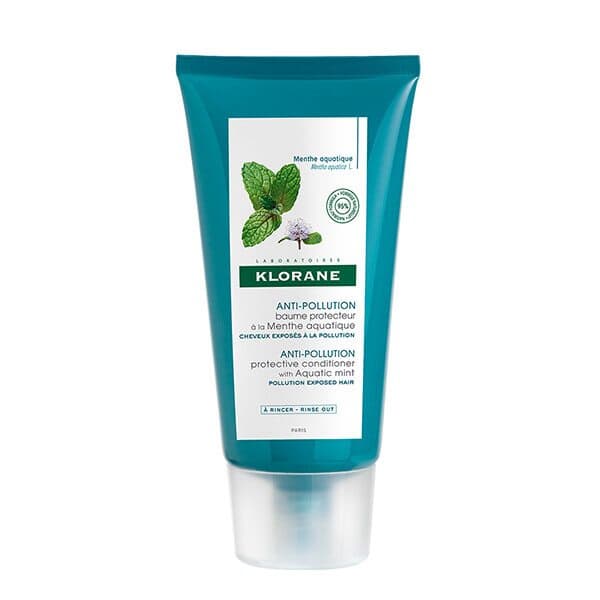 Menthe aquatique
Mentha aquatica L.
95%
LABORATOIRES
KLORANE
ANTI-POLLUTION
baume protecteur
à la Menthe aquatique
CHEVEUX EXPOSÉS À LA POLLUTION
ANTI-POLLUTION
protective conditioner
with Aquatic mint
POLLUTION EXPOSED HAIR
À RINCER - RINSE OUT
PARIS